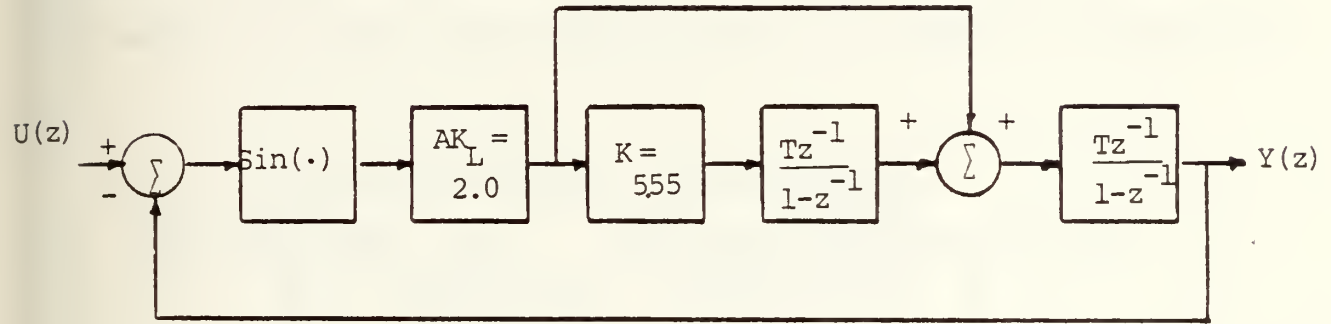 U(z)
+
-
Σ
Sin(·)
AK_L =
2.0
K =
5.55
Tz^-1
1-z^-1
+
Σ
+
Tz^-1
1-z^-1
Y(z)